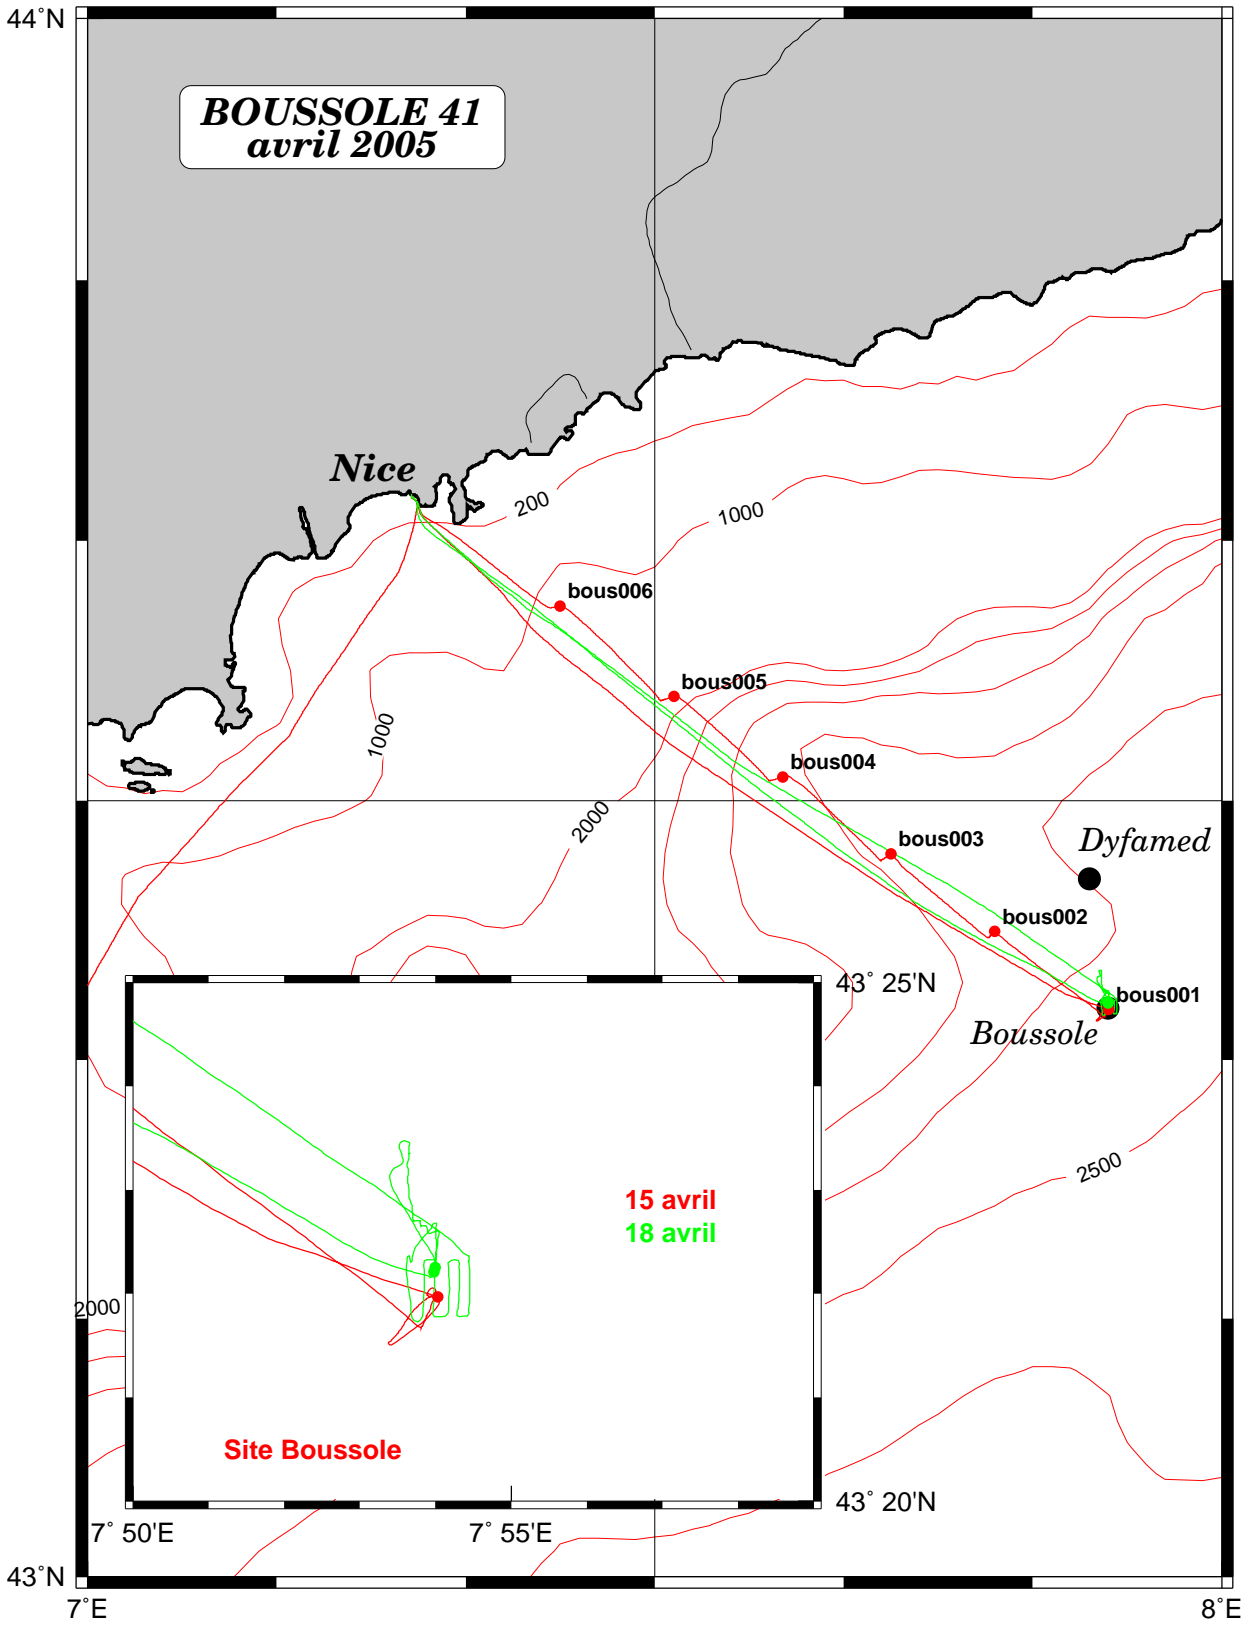 44°N
BOUSSOLE 41
avril 2005
Nice
200
1000
bous006
bous005
1000
bous004
2000
bous003
Dyfamed
bous002
43° 25'N
bous001
Boussole
2500
15 avril
18 avril
2000
Site Boussole
43° 20'N
7° 50'E
7° 55'E
43°N
7°E
8°E